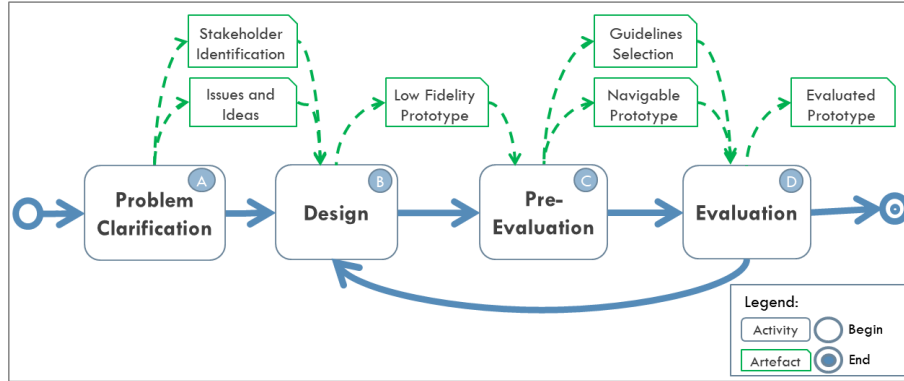 Stakeholder
Identification
Issues and
Ideas
Low Fidelity
Prototype
Guidelines
Selection
Navigable
Prototype
Evaluated
Prototype
A
Problem
Clarification
B
Design
C
Pre-
Evaluation
D
Evaluation
Legend:
Activity
Begin
Artefact
End